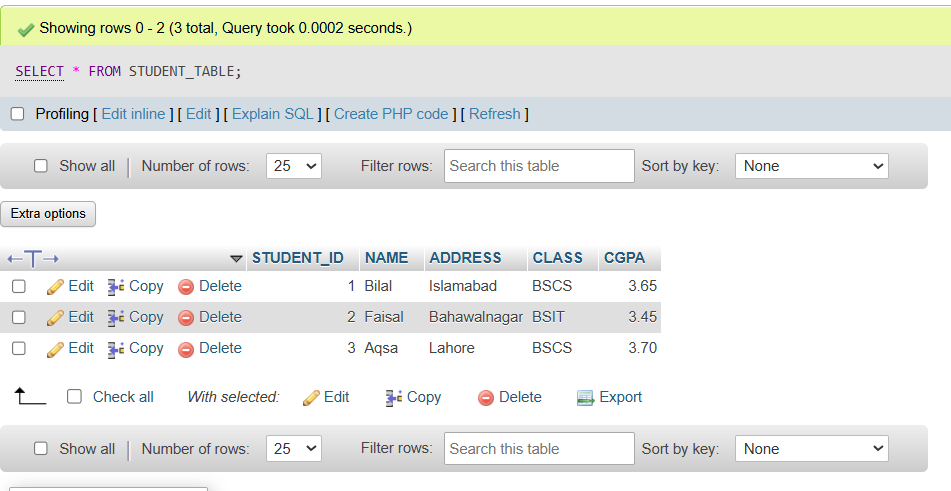 Showing rows 0 - 2 (3 total, Query took 0.0002 seconds.)
SELECT * FROM STUDENT_TABLE;
Profiling [ Edit inline ] [ Edit ] [ Explain SQL ] [ Create PHP code ] [ Refresh ]
Show all | Number of rows: 25 Filter rows: Search this table Sort by key: None
Extra options
STUDENT_ID NAME ADDRESS CLASS CGPA
Edit Copy Delete 1 Bilal Islamabad BSCS 3.65
Edit Copy Delete 2 Faisal Bahawalnagar BSIT 3.45
Edit Copy Delete 3 Aqsa Lahore BSCS 3.70
Check all With selected: Edit Copy Delete Export
Show all | Number of rows: 25 Filter rows: Search this table Sort by key: None